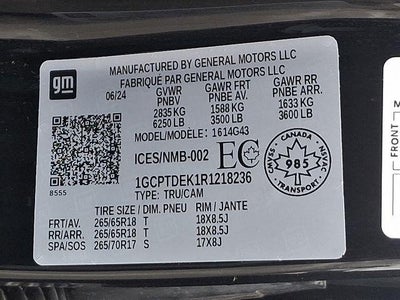 gm
MANUFACTURED BY GENERAL MOTORS LLC
FABRIQUÉ PAR GENERAL MOTORS LLC
06/24 GVWR GAWR FRT GAWR RR
PNBV PNBE AV. PNBE ARR.
2835 KG 1588 KG 1633 KG
6250 LB 3500 LB 3600 LB
MODEL/MODÈLE: 1614G43
ICES/NMB-002 EC
CMVSS CANADA NVAC
985
TRANSPORT
1GCPTDEK1R1218236
8555
TYPE: TRU/CAM
TIRE SIZE / DIM. PNEU RIM / JANTE
FRT/AV. 265/65R18 T 18X8.5J
RR/ARR. 265/65R18 T 18X8.5J
SPA/SOS 265/70R17 S 17X8J
FRONT
M